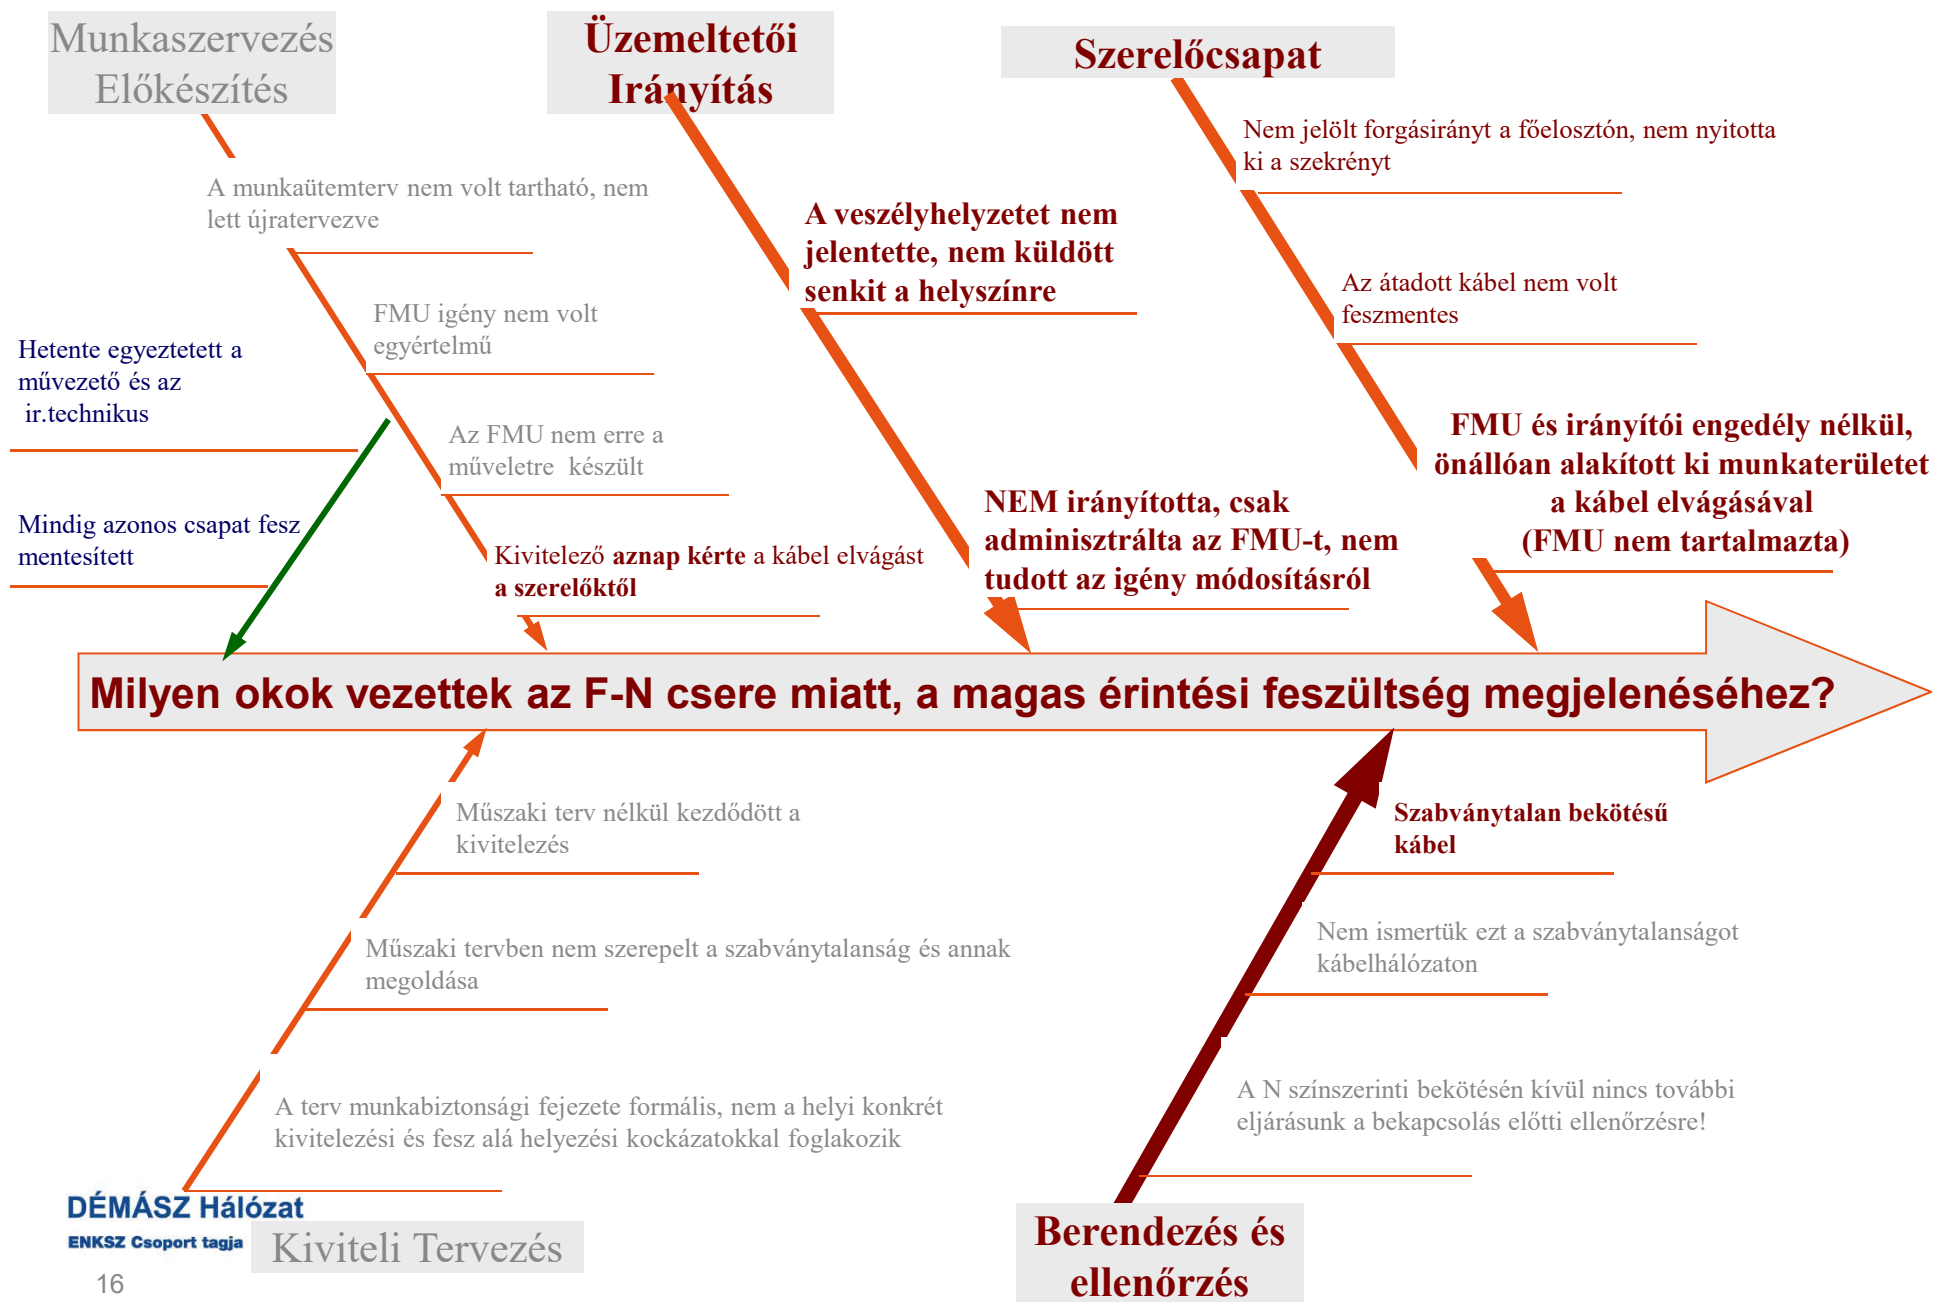 Munkaszervezés
Előkészítés
Üzemeltetői
Irányítás
Szerelőcsapat
Nem jelölt forgásirányt a főelosztón, nem nyitotta
ki a szekrényt
A munkaütemterv nem volt tartható, nem
lett újratervezve
A veszélyhelyzetet nem
jelentette, nem küldött
senkit a helyszínre
Az átadott kábel nem volt
feszmentes
FMU igény nem volt
egyértelmű
Hetente egyeztetett a
művezető és az
ir.technikus
Az FMU nem erre a
műveletre készült
FMU és irányítói engedély nélkül,
önállóan alakított ki munkaterületet
a kábel elvágásával
(FMU nem tartalmazta)
Mindig azonos csapat fesz
mentesített
NEM irányította, csak
adminisztrálta az FMU-t, nem
tudott az igény módosításról
Kivitelező aznap kérte a kábel elvágást
a szerelőktől
Milyen okok vezettek az F-N csere miatt, a magas érintési feszültség megjelenéséhez?
Műszaki terv nélkül kezdődött a
kivitelezés
Szabványtalan bekötésű
kábel
Műszaki tervben nem szerepelt a szabványtalanság és annak
megoldása
Nem ismertük ezt a szabványtalanságot
kábelhálózaton
A terv munkabiztonsági fejezete formális, nem a helyi konkrét
kivitelezési és fesz alá helyezési kockázatokkal foglakozik
A N színszerinti bekötésén kívül nincs további
eljárásunk a bekapcsolás előtti ellenőrzésre!
DÉMÁSZ Hálózat
ENKSZ Csoport tagja
Kiviteli Tervezés
Berendezés és
ellenőrzés
16